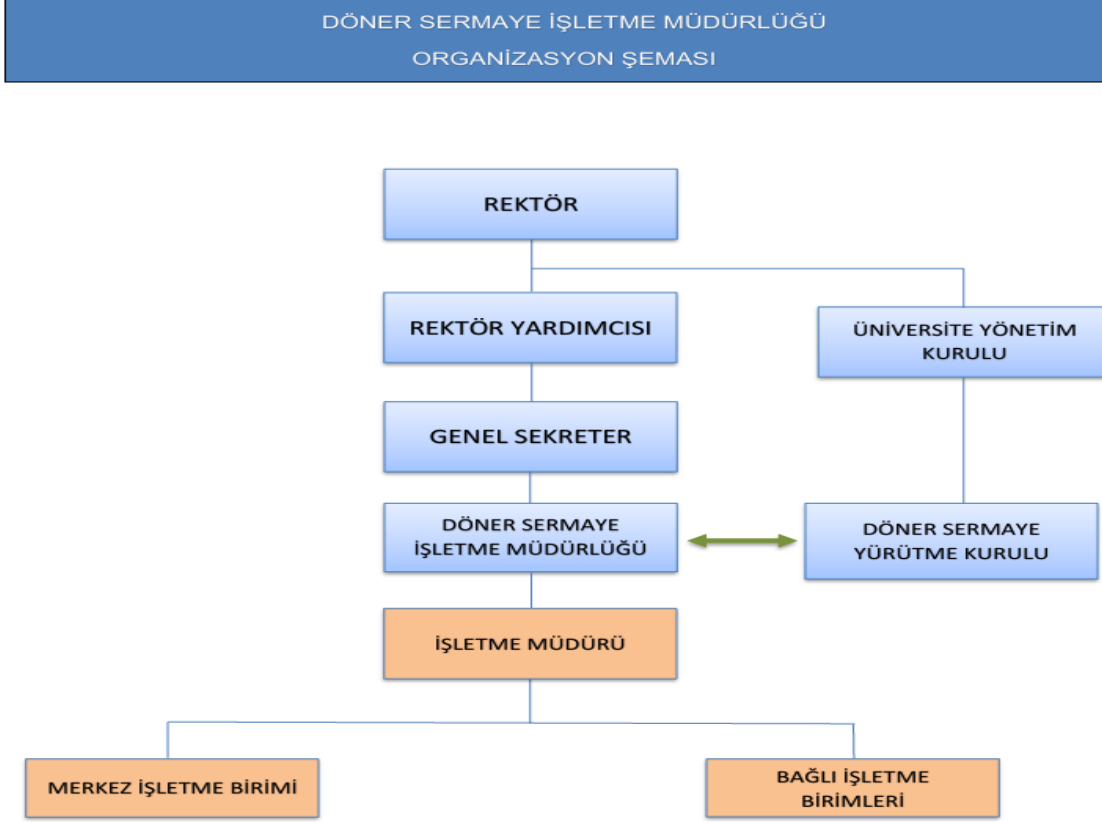 DÖNER SERMAYE İŞLETME MÜDÜRLÜĞÜ
ORGANİZASYON ŞEMASI
REKTÖR
REKTÖR YARDIMCISI
ÜNİVERSİTE YÖNETİM
KURULU
GENEL SEKRETER
DÖNER SERMAYE
İŞLETME MÜDÜRLÜĞÜ
DÖNER SERMAYE
YÜRÜTME KURULU
İŞLETME MÜDÜRÜ
MERKEZ İŞLETME BİRİMİ
BAĞLI İŞLETME
BİRİMLERİ